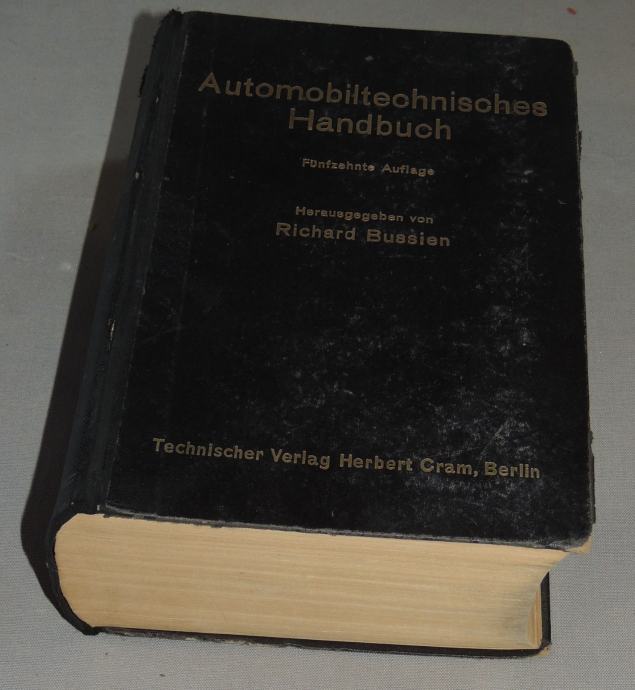 Automobiltechnisches
Handbuch
Fünfzehnte Auflage
Herausgegeben von
Richard Bussien
Technischer Verlag Herbert Cram, Berlin